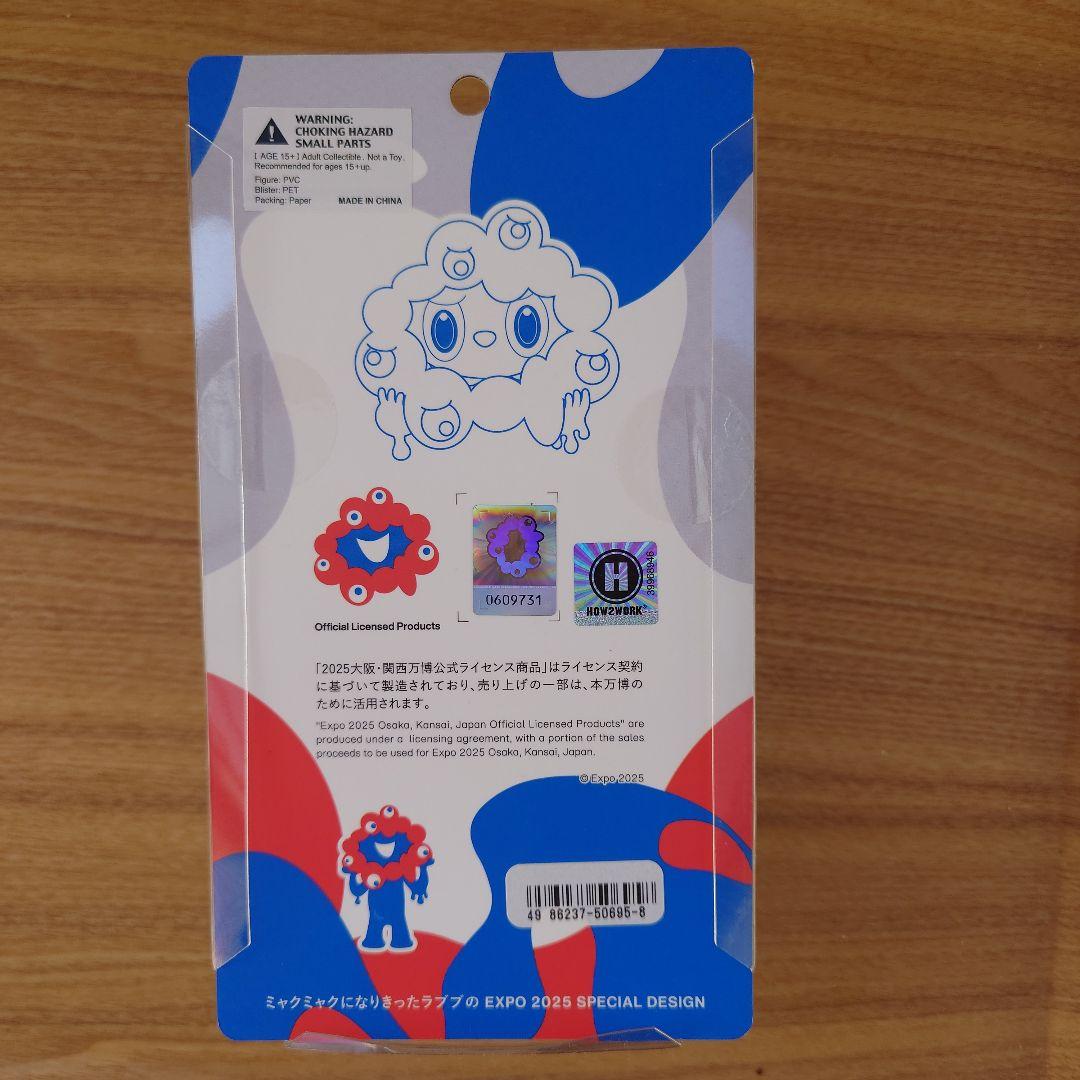 WARNING:
CHOKING HAZARD
SMALL PARTS
[ AGE 15+ ] Adult Collectible. Not a Toy.
Recommended for ages 15+up.
Figure: PVC
Blister: PET
Packing: Paper MADE IN CHINA
0609731
39968946
H
HOW2WORK
Official Licensed Products
「2025大阪・関西万博公式ライセンス商品」はライセンス契約
に基づいて製造されており、売り上げの一部は、本万博の
ために活用されます。
"Expo 2025 Osaka, Kansai, Japan Official Licensed Products" are
produced under a licensing agreement, with a portion of the sales
proceeds to be used for Expo 2025 Osaka, Kansai, Japan.
©Expo 2025
49 86237-50695-8
ミャクミャクになりきったラブブの EXPO 2025 SPECIAL DESIGN